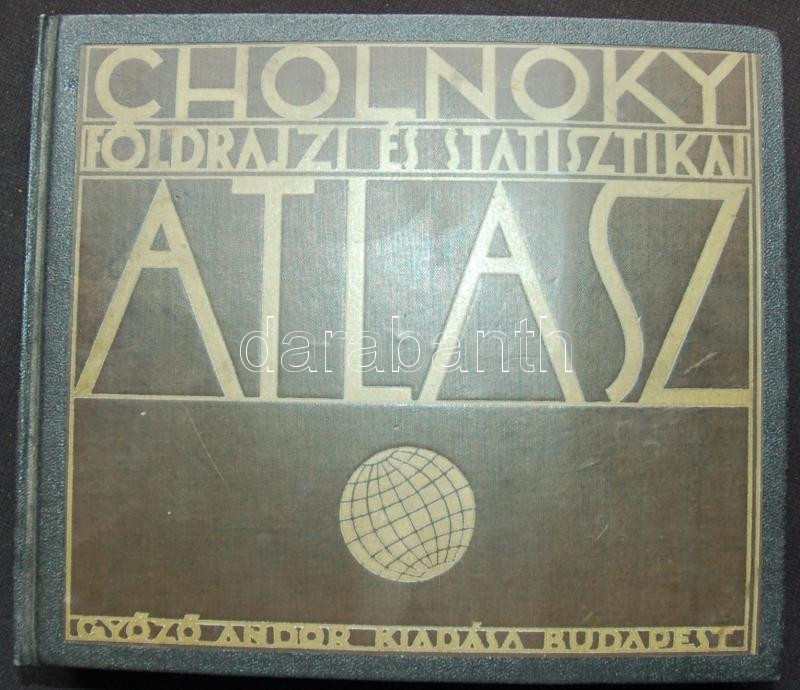 CHOLNOKY
FÖLDRAJZI ÉS STATISZTIKAI
ATLASZ
darabanth
GYŐZŐ ANDOR KIADÁSA BUDAPEST